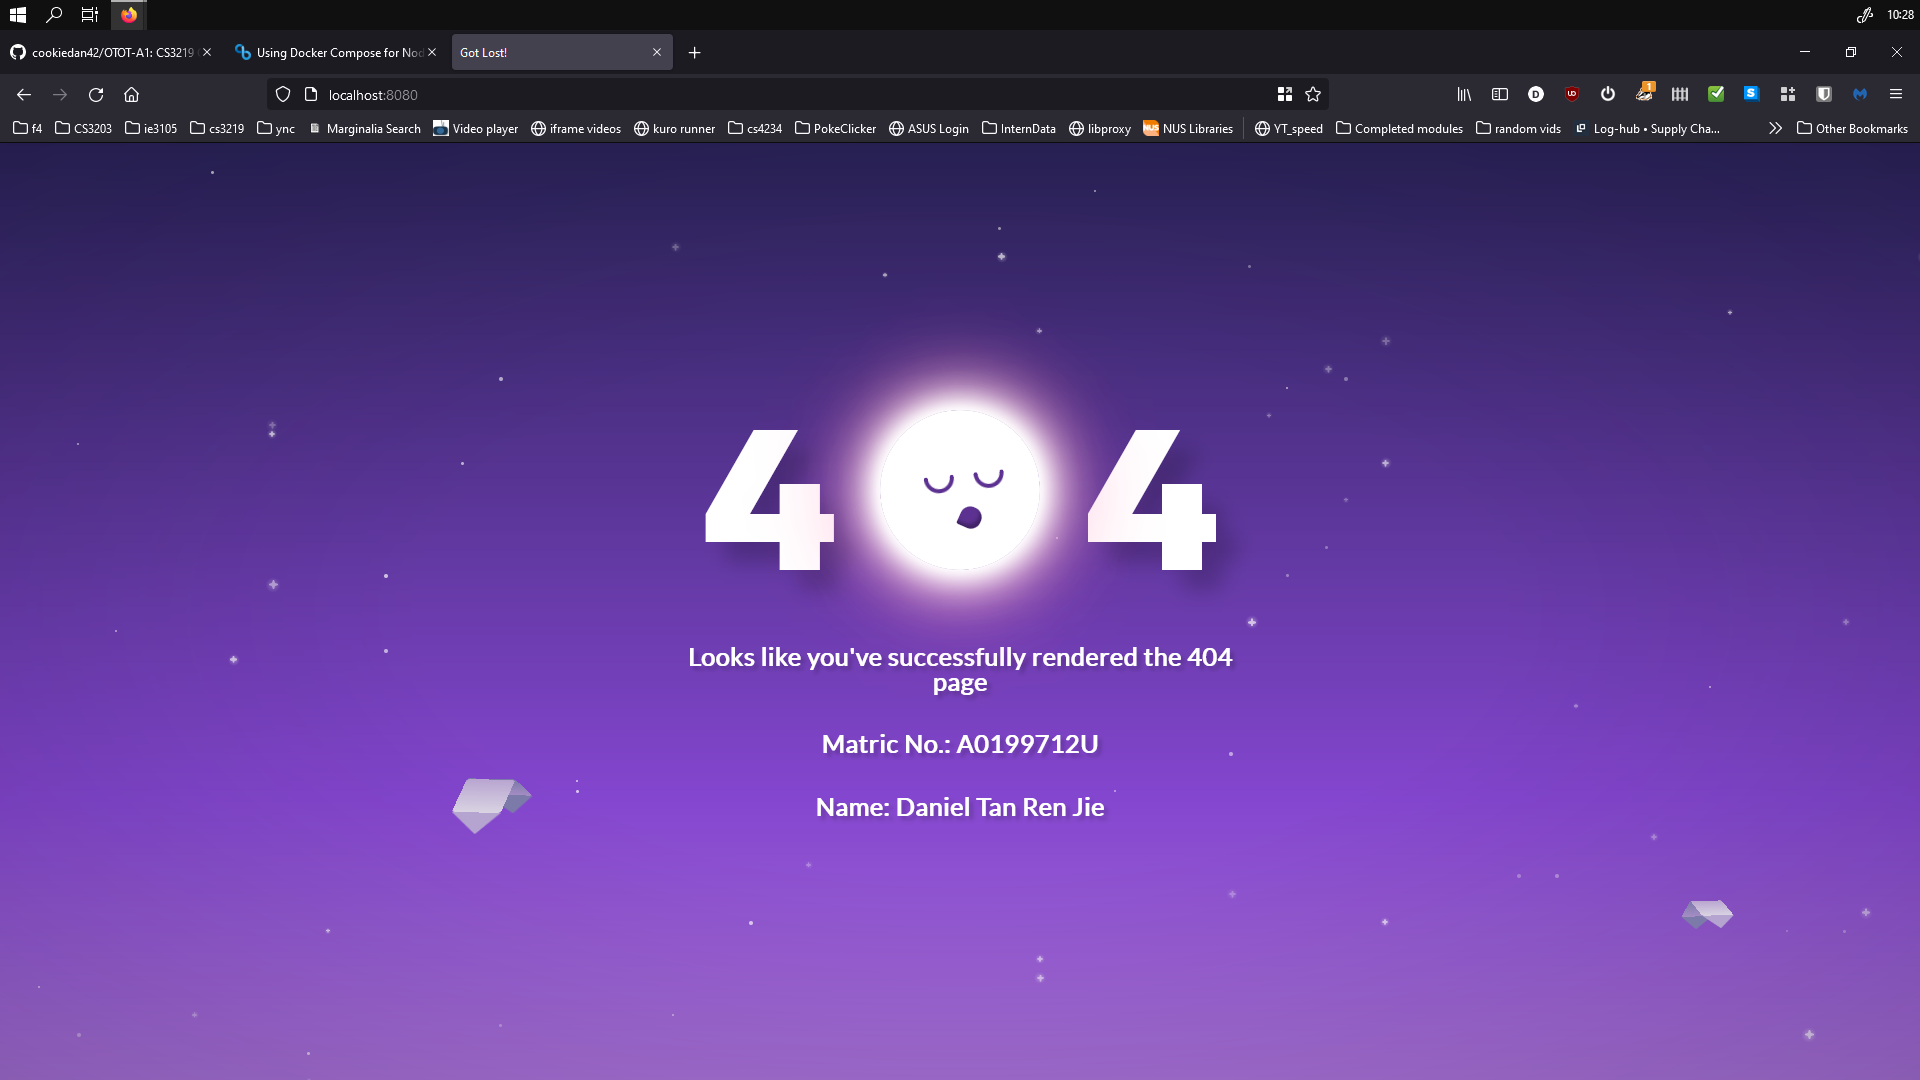 10:28
cookiedan42/OTOT-A1: CS3219
Using Docker Compose for Nod
Got Lost!
localhost:8080
1
f4
CS3203
ie3105
cs3219
ync
Marginalia Search
Video player
iframe videos
kuro runner
cs4234
PokeClicker
ASUS Login
InternData
libproxy
NUS Libraries
YT_speed
Completed modules
random vids
Log-hub • Supply Cha...
Other Bookmarks
4 4
Looks like you've successfully rendered the 404
page
Matric No.: A0199712U
Name: Daniel Tan Ren Jie